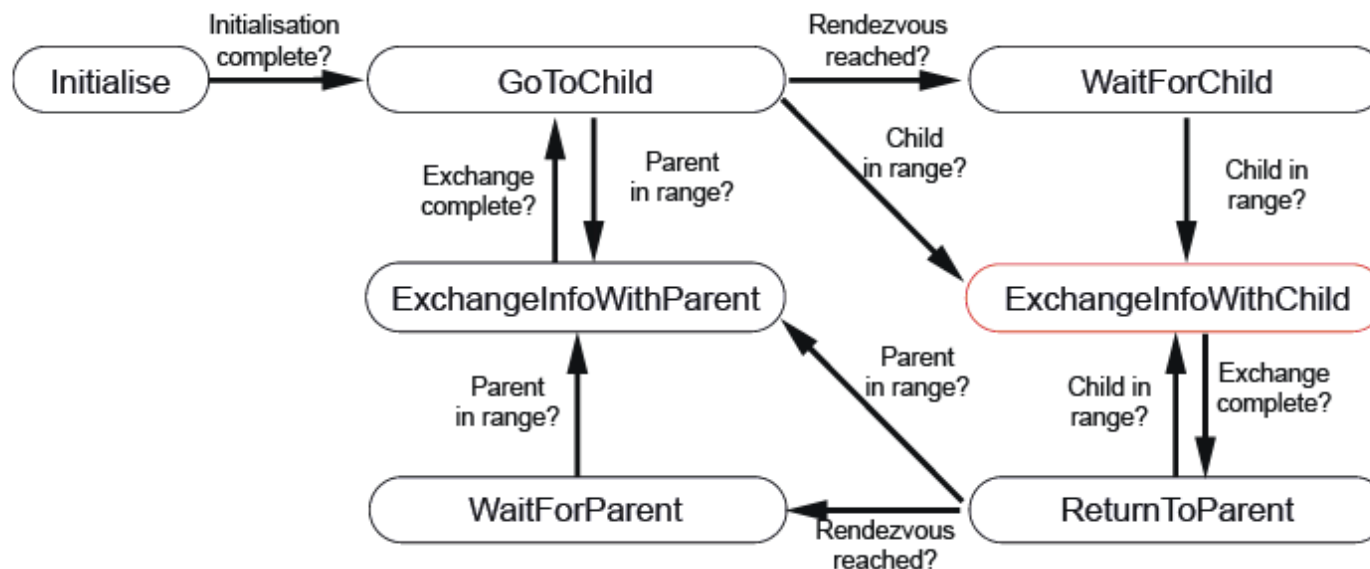 Initialisation
complete?
Rendezvous
reached?
Initialise
GoToChild
WaitForChild
Exchange
complete?
Parent
in range?
Child
in range?
Child in
range?
ExchangeInfoWithParent
ExchangeInfoWithChild
Parent
in range?
Parent
in range?
Child in
range?
Exchange
complete?
WaitForParent
Rendezvous
reached?
ReturnToParent